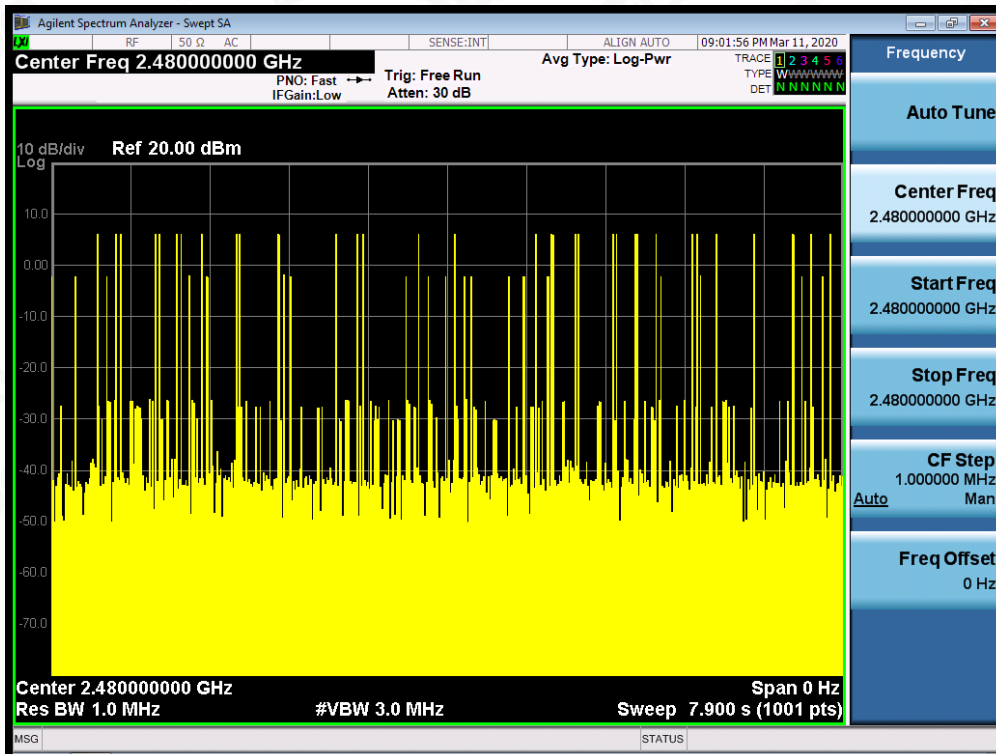 Agilent Spectrum Analyzer - Swept SA
LXI RF 50 Ω AC SENSE:INT ALIGN AUTO 09:01:56 PM Mar 11, 2020
Center Freq 2.480000000 GHz
PNO: Fast
IFGain:Low
Trig: Free Run
Atten: 30 dB
Avg Type: Log-Pwr
TRACE 1 2 3 4 5 6
TYPE W
DET N N N N N N
10 dB/div
Log
Ref 20.00 dBm
10.0
0.00
-10.0
-20.0
-30.0
-40.0
-50.0
-60.0
-70.0
Center 2.480000000 GHz Span 0 Hz
Res BW 1.0 MHz #VBW 3.0 MHz Sweep 7.900 s (1001 pts)
MSG STATUS
Frequency
Auto Tune
Center Freq
2.480000000 GHz
Start Freq
2.480000000 GHz
Stop Freq
2.480000000 GHz
CF Step
1.000000 MHz
Auto Man
Freq Offset
0 Hz